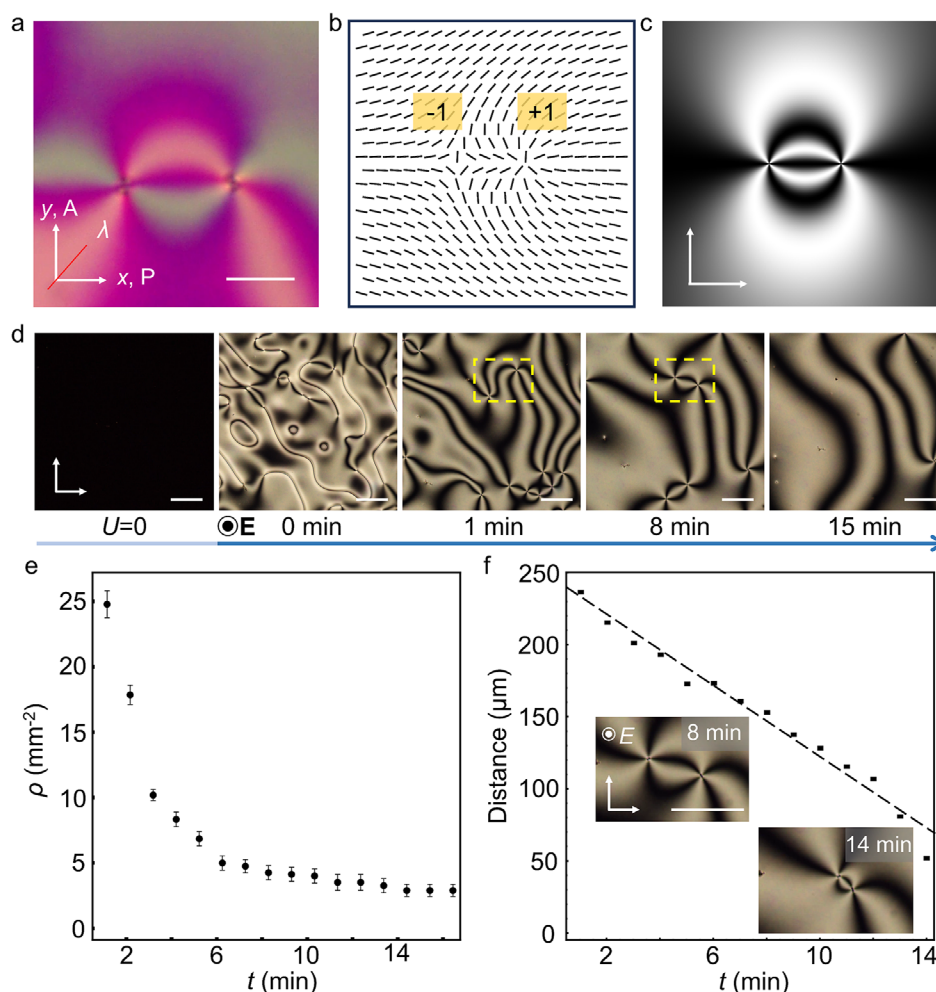 a
y, A
λ
x, P
b
-1 +1
c
d
U=0
E 0 min
1 min
8 min
15 min
e
25
20
15
10
5
0
ρ (mm⁻²)
2 6 10 14
t (min)
f
250
200
150
100
50
0
Distance (μm)
E
8 min
14 min
2 6 10 14
t (min)